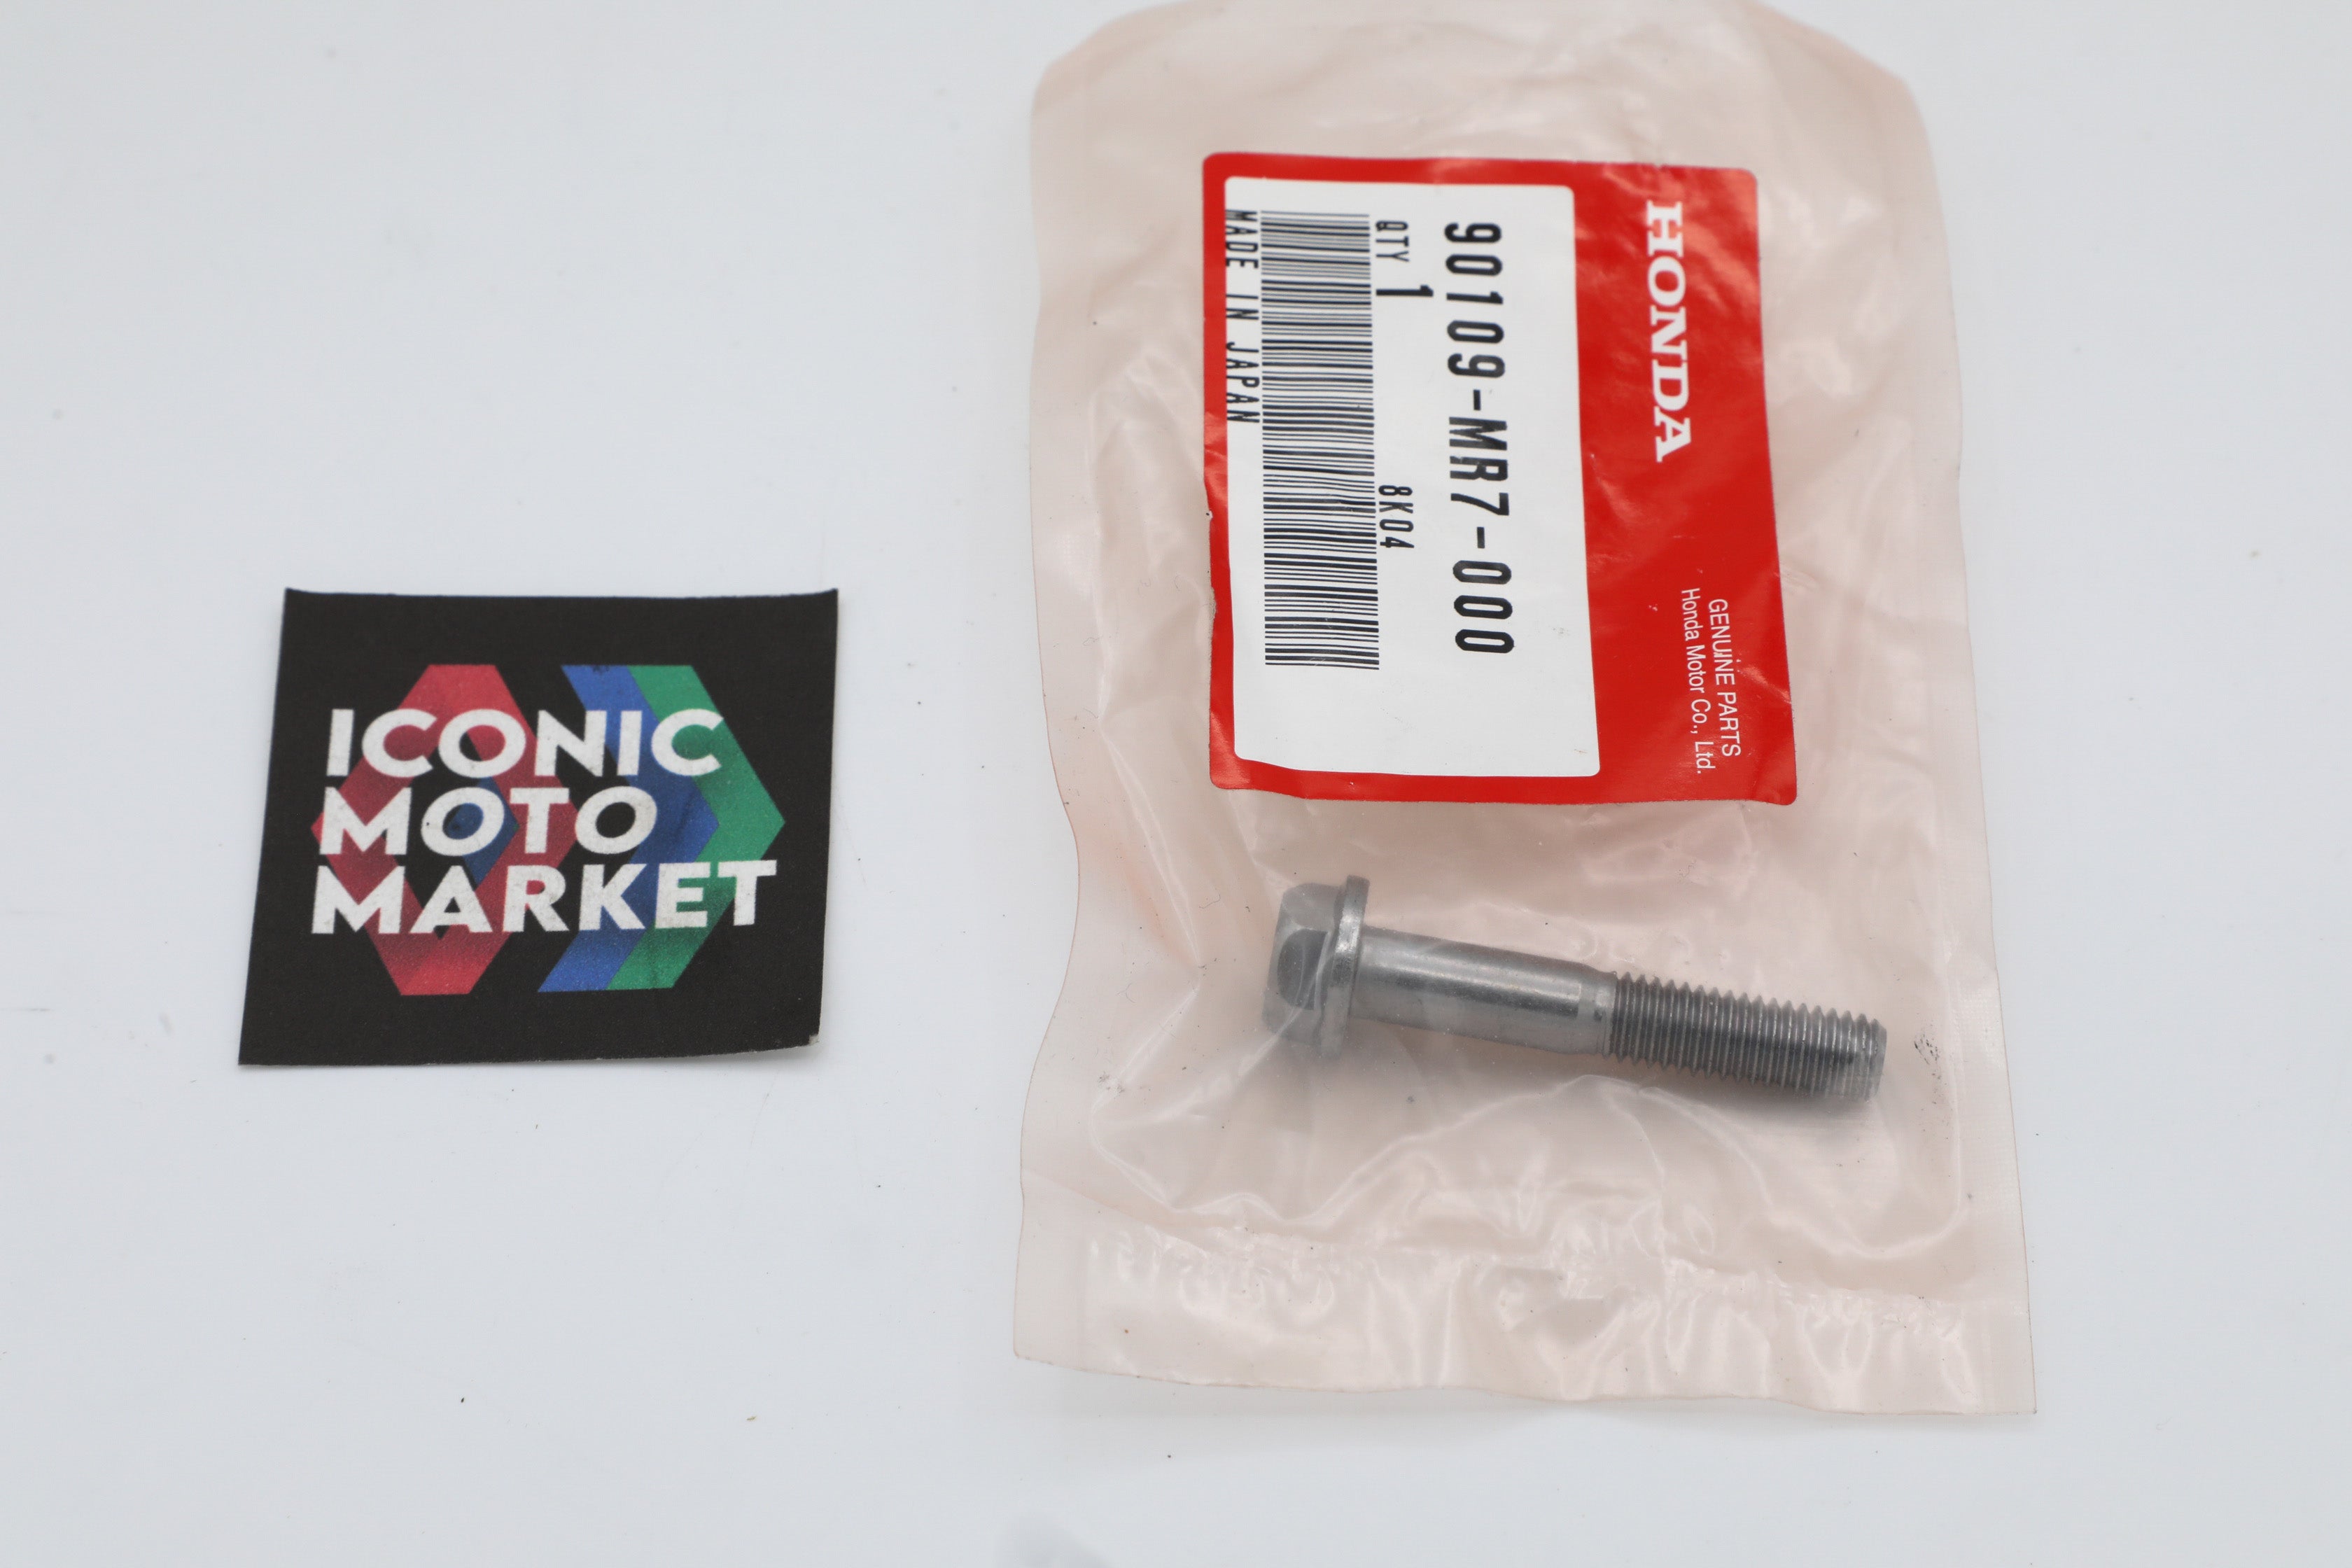 ICONIC
MOTO
MARKET
HONDA
GENUINE PARTS
Honda Motor Co., Ltd.
90109-MR7-000
QTY 1 8K04
MADE IN JAPAN